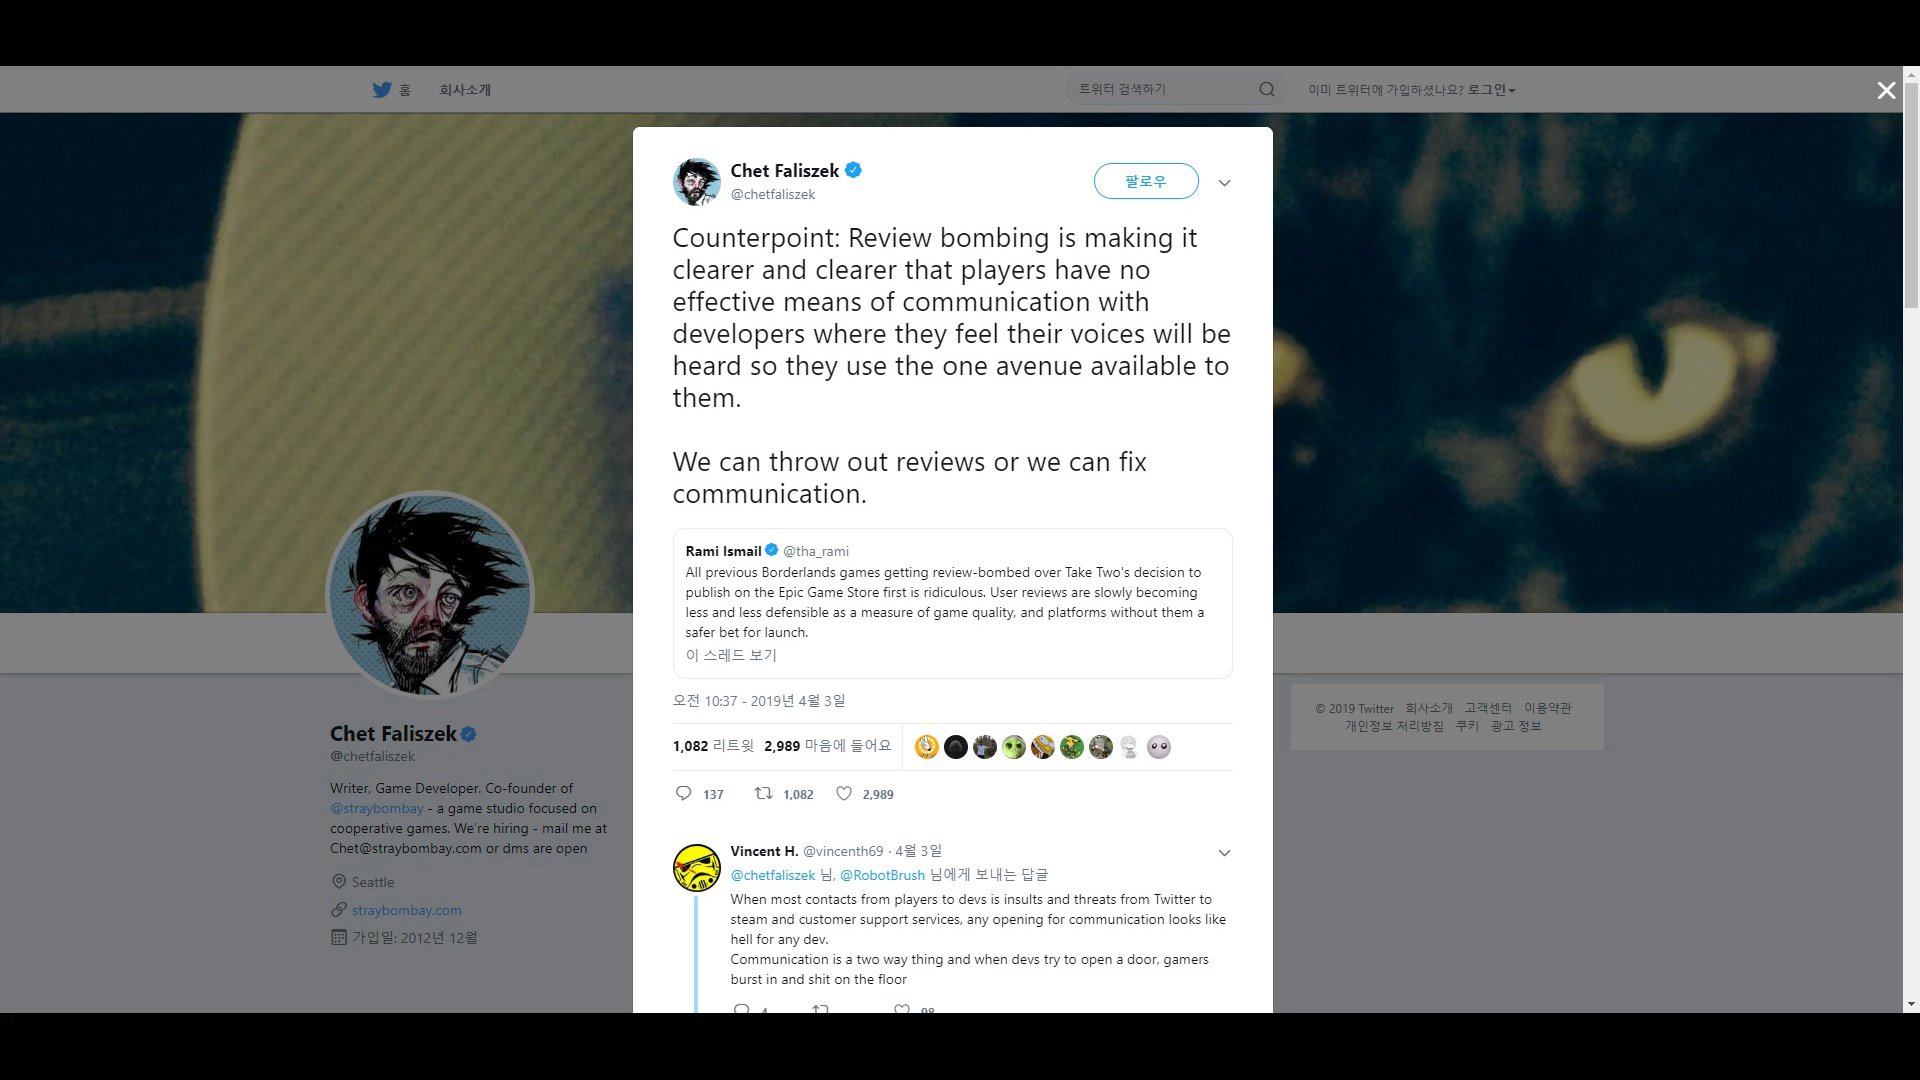 홈 회사소개 트위터 검색하기 이미 트위터에 가입하셨나요? 로그인
Chet Faliszek
@chetfaliszek
팔로우
Counterpoint: Review bombing is making it
clearer and clearer that players have no
effective means of communication with
developers where they feel their voices will be
heard so they use the one avenue available to
them.
We can throw out reviews or we can fix
communication.
Rami Ismail @tha_rami
All previous Borderlands games getting review-bombed over Take Two's decision to
publish on the Epic Game Store first is ridiculous. User reviews are slowly becoming
less and less defensible as a measure of game quality, and platforms without them a
safer bet for launch.
이 스레드 보기
오전 10:37 - 2019년 4월 3일
1,082 리트윗 2,989 마음에 들어요
137 1,082 2,989
Vincent H. @vincenth69 · 4월 3일
@chetfaliszek 님, @RobotBrush 님에게 보내는 답글
When most contacts from players to devs is insults and threats from Twitter to
steam and customer support services, any opening for communication looks like
hell for any dev.
Communication is a two way thing and when devs try to open a door, gamers
burst in and shit on the floor
4 98
Chet Faliszek
@chetfaliszek
Writer, Game Developer. Co-founder of
@straybombay - a game studio focused on
cooperative games. We're hiring - mail me at
Chet@straybombay.com or dms are open
Seattle
straybombay.com
가입일: 2012년 12월
© 2019 Twitter 회사소개 고객센터 이용약관
개인정보 처리방침 쿠키 광고 정보